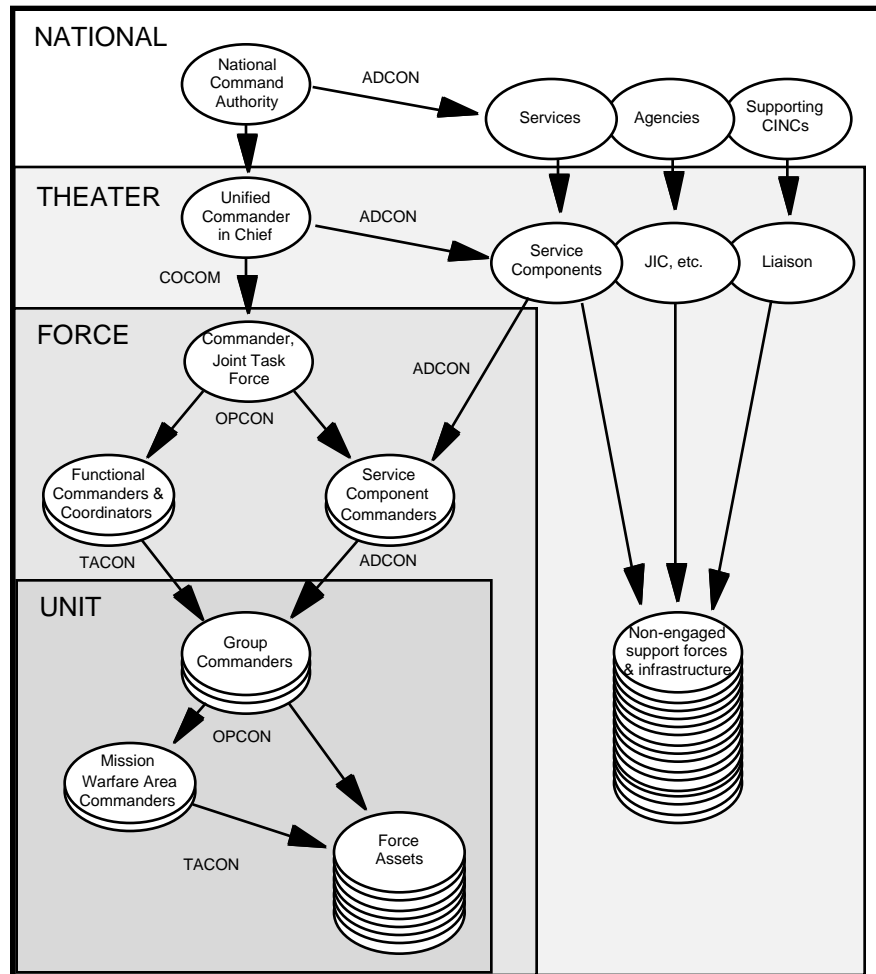 NATIONAL
National
Command
Authority
ADCON
Services
Agencies
Supporting
CINCs
THEATER
Unified
Commander
in Chief
ADCON
Service
Components
JIC, etc.
Liaison
COCOM
FORCE
Commander,
Joint Task
Force
ADCON
OPCON
Functional
Commanders &
Coordinators
Service
Component
Commanders
TACON
ADCON
UNIT
Group
Commanders
Non-engaged
support forces
& infrastructure
OPCON
Mission
Warfare Area
Commanders
TACON
Force
Assets